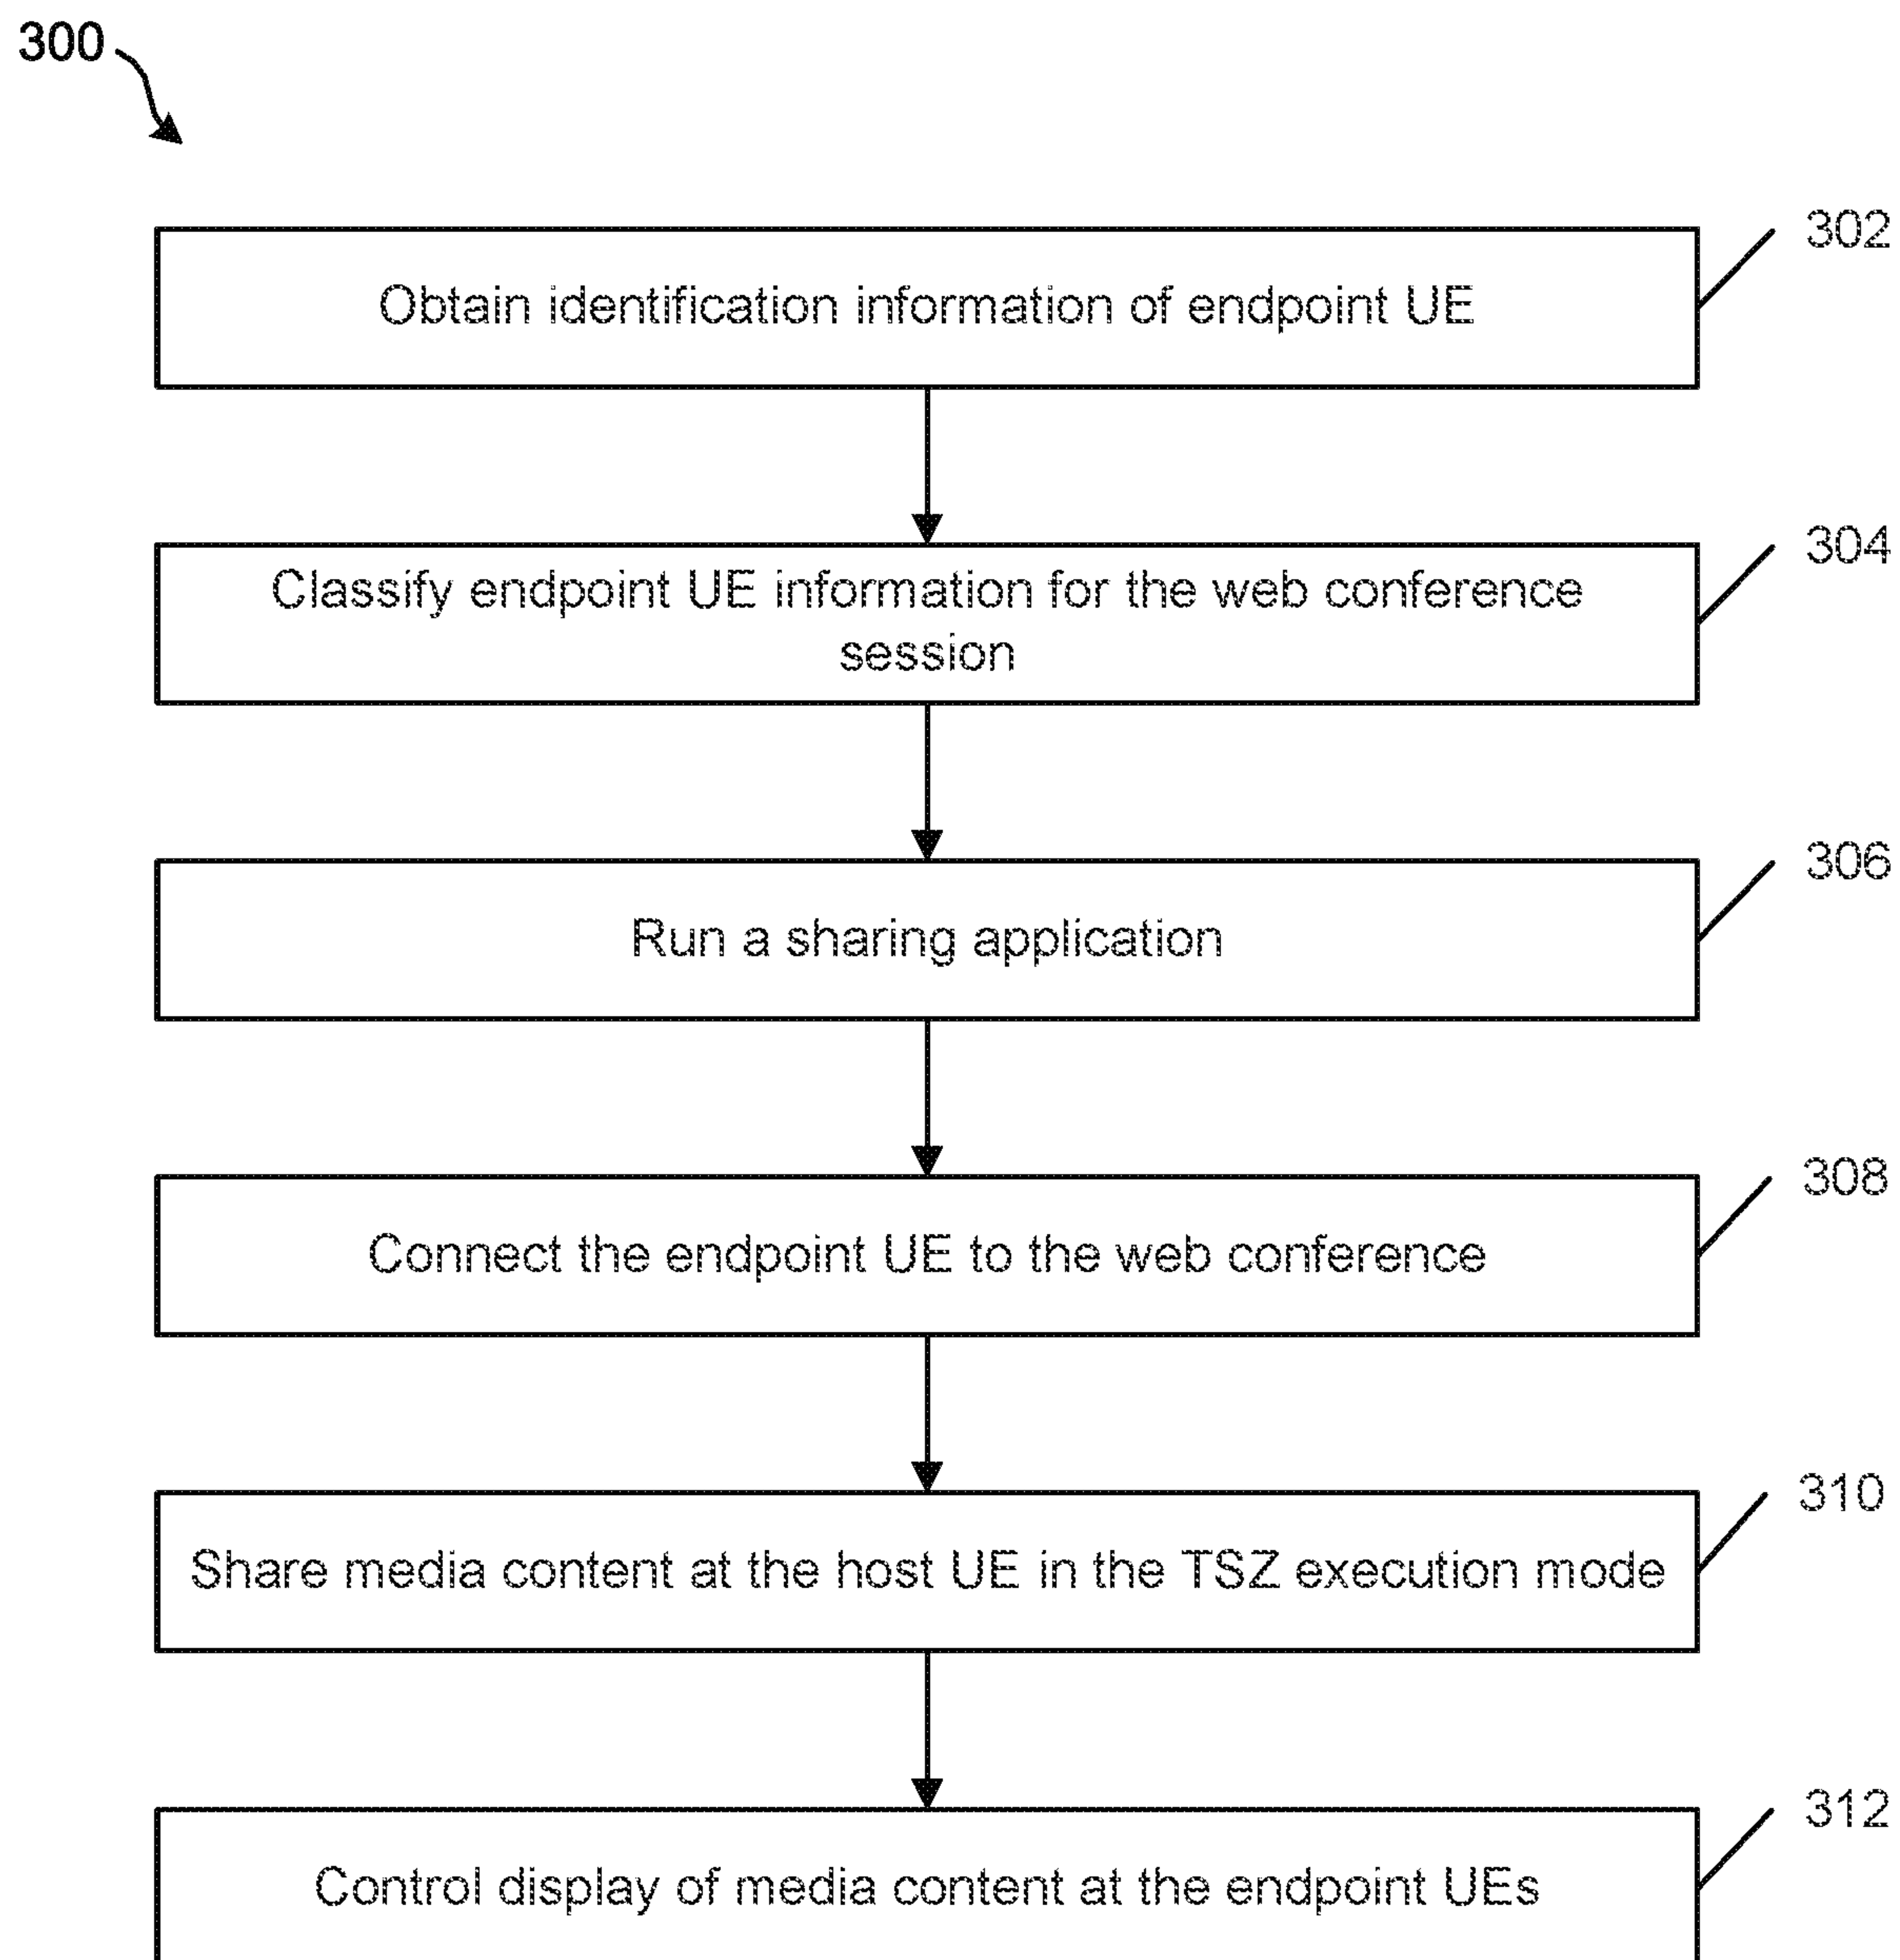 300
302
Obtain identification information of endpoint UE
304
Classify endpoint UE information for the web conference
session
306
Run a sharing application
308
Connect the endpoint UE to the web conference
310
Share media content at the host UE in the TSZ execution mode
312
Control display of media content at the endpoint UEs